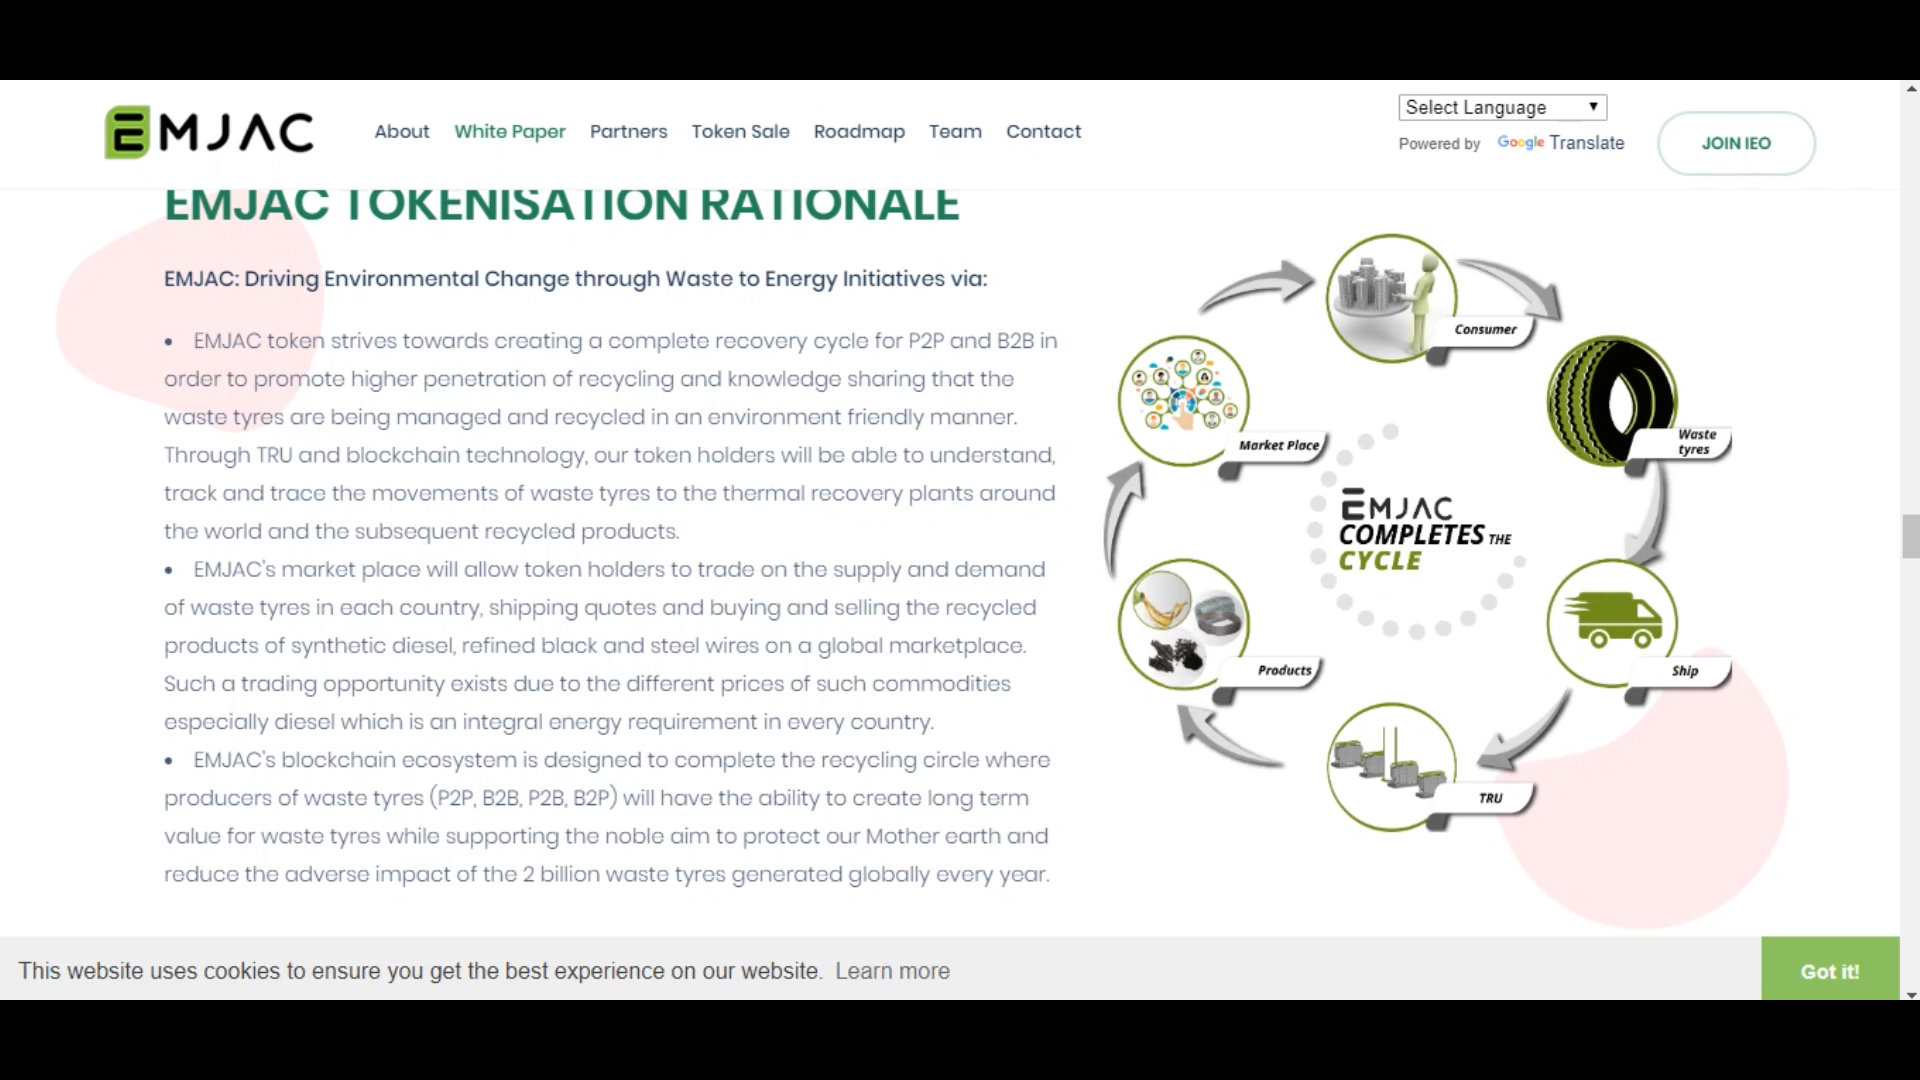 EMJAC
About White Paper Partners Token Sale Roadmap Team Contact
Select Language
Powered by Google Translate
JOIN IEO
EMJAC TOKENISATION RATIONALE
EMJAC: Driving Environmental Change through Waste to Energy Initiatives via:
• EMJAC token strives towards creating a complete recovery cycle for P2P and B2B in
order to promote higher penetration of recycling and knowledge sharing that the
waste tyres are being managed and recycled in an environment friendly manner.
Through TRU and blockchain technology, our token holders will be able to understand,
track and trace the movements of waste tyres to the thermal recovery plants around
the world and the subsequent recycled products.
• EMJAC's market place will allow token holders to trade on the supply and demand
of waste tyres in each country, shipping quotes and buying and selling the recycled
products of synthetic diesel, refined black and steel wires on a global marketplace.
Such a trading opportunity exists due to the different prices of such commodities
especially diesel which is an integral energy requirement in every country.
• EMJAC's blockchain ecosystem is designed to complete the recycling circle where
producers of waste tyres (P2P, B2B, P2B, B2P) will have the ability to create long term
value for waste tyres while supporting the noble aim to protect our Mother earth and
reduce the adverse impact of the 2 billion waste tyres generated globally every year.
Consumer
Waste
tyres
Ship
TRU
Products
Market Place
EMJAC
COMPLETES THE
CYCLE
This website uses cookies to ensure you get the best experience on our website. Learn more
Got it!